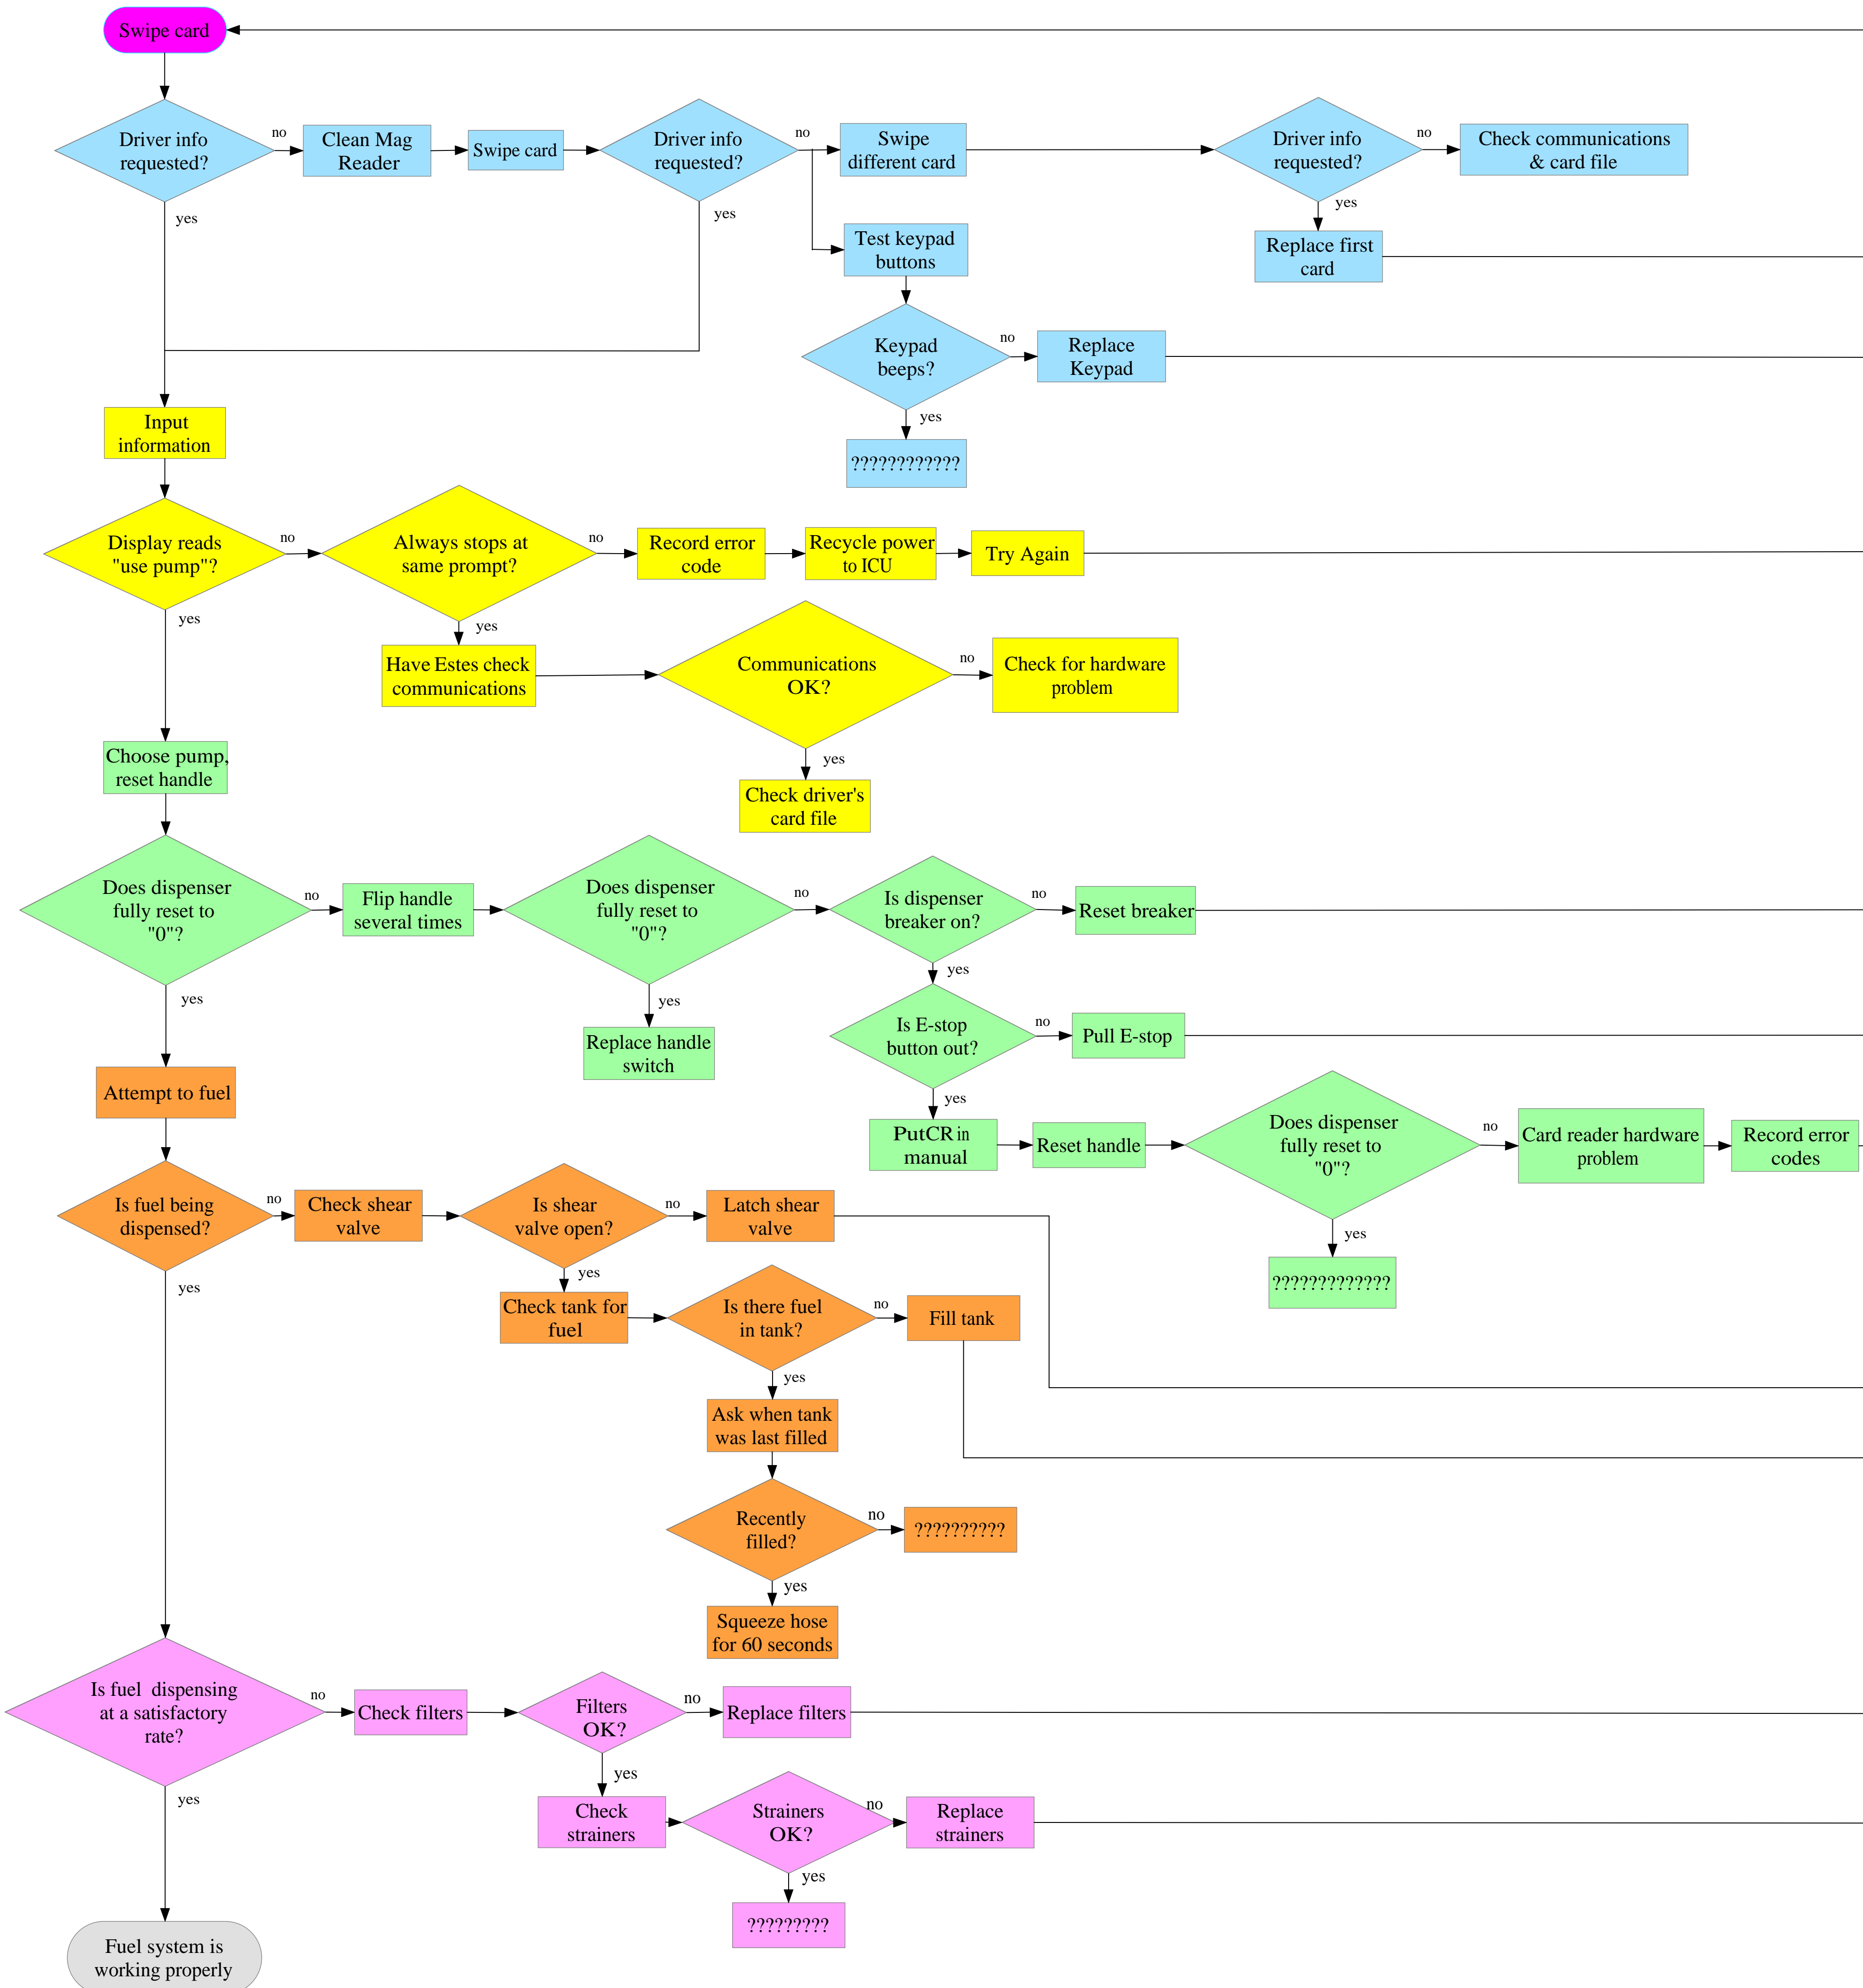 Swipe card
Driver info
requested?
no
yes
Clean Mag
Reader
Swipe card
Driver info
requested?
no
yes
Swipe
different card
Driver info
requested?
no
yes
Check communications
& card file
Replace first
card
Test keypad
buttons
Keypad
beeps?
no
yes
Replace
Keypad
????????????
Input
information
Display reads
"use pump"?
no
yes
Always stops at
same prompt?
no
yes
Record error
code
Recycle power
to ICU
Try Again
Have Estes check
communications
Communications
OK?
no
yes
Check for hardware
problem
Check driver's
card file
Choose pump,
reset handle
Does dispenser
fully reset to
"0"?
no
yes
Flip handle
several times
Does dispenser
fully reset to
"0"?
no
yes
Replace handle
switch
Is dispenser
breaker on?
no
yes
Reset breaker
Is E-stop
button out?
no
yes
Pull E-stop
PutCR in
manual
Reset handle
Does dispenser
fully reset to
"0"?
no
yes
Card reader hardware
problem
Record error
codes
?????????????
Attempt to fuel
Is fuel being
dispensed?
no
yes
Check shear
valve
Is shear
valve open?
no
yes
Latch shear
valve
Check tank for
fuel
Is there fuel
in tank?
no
yes
Fill tank
Ask when tank
was last filled
Recently
filled?
no
yes
??????????
Squeeze hose
for 60 seconds
Is fuel dispensing
at a satisfactory
rate?
no
yes
Check filters
Filters
OK?
no
yes
Replace filters
Check
strainers
Strainers
OK?
no
yes
Replace
strainers
?????????
Fuel system is
working properly